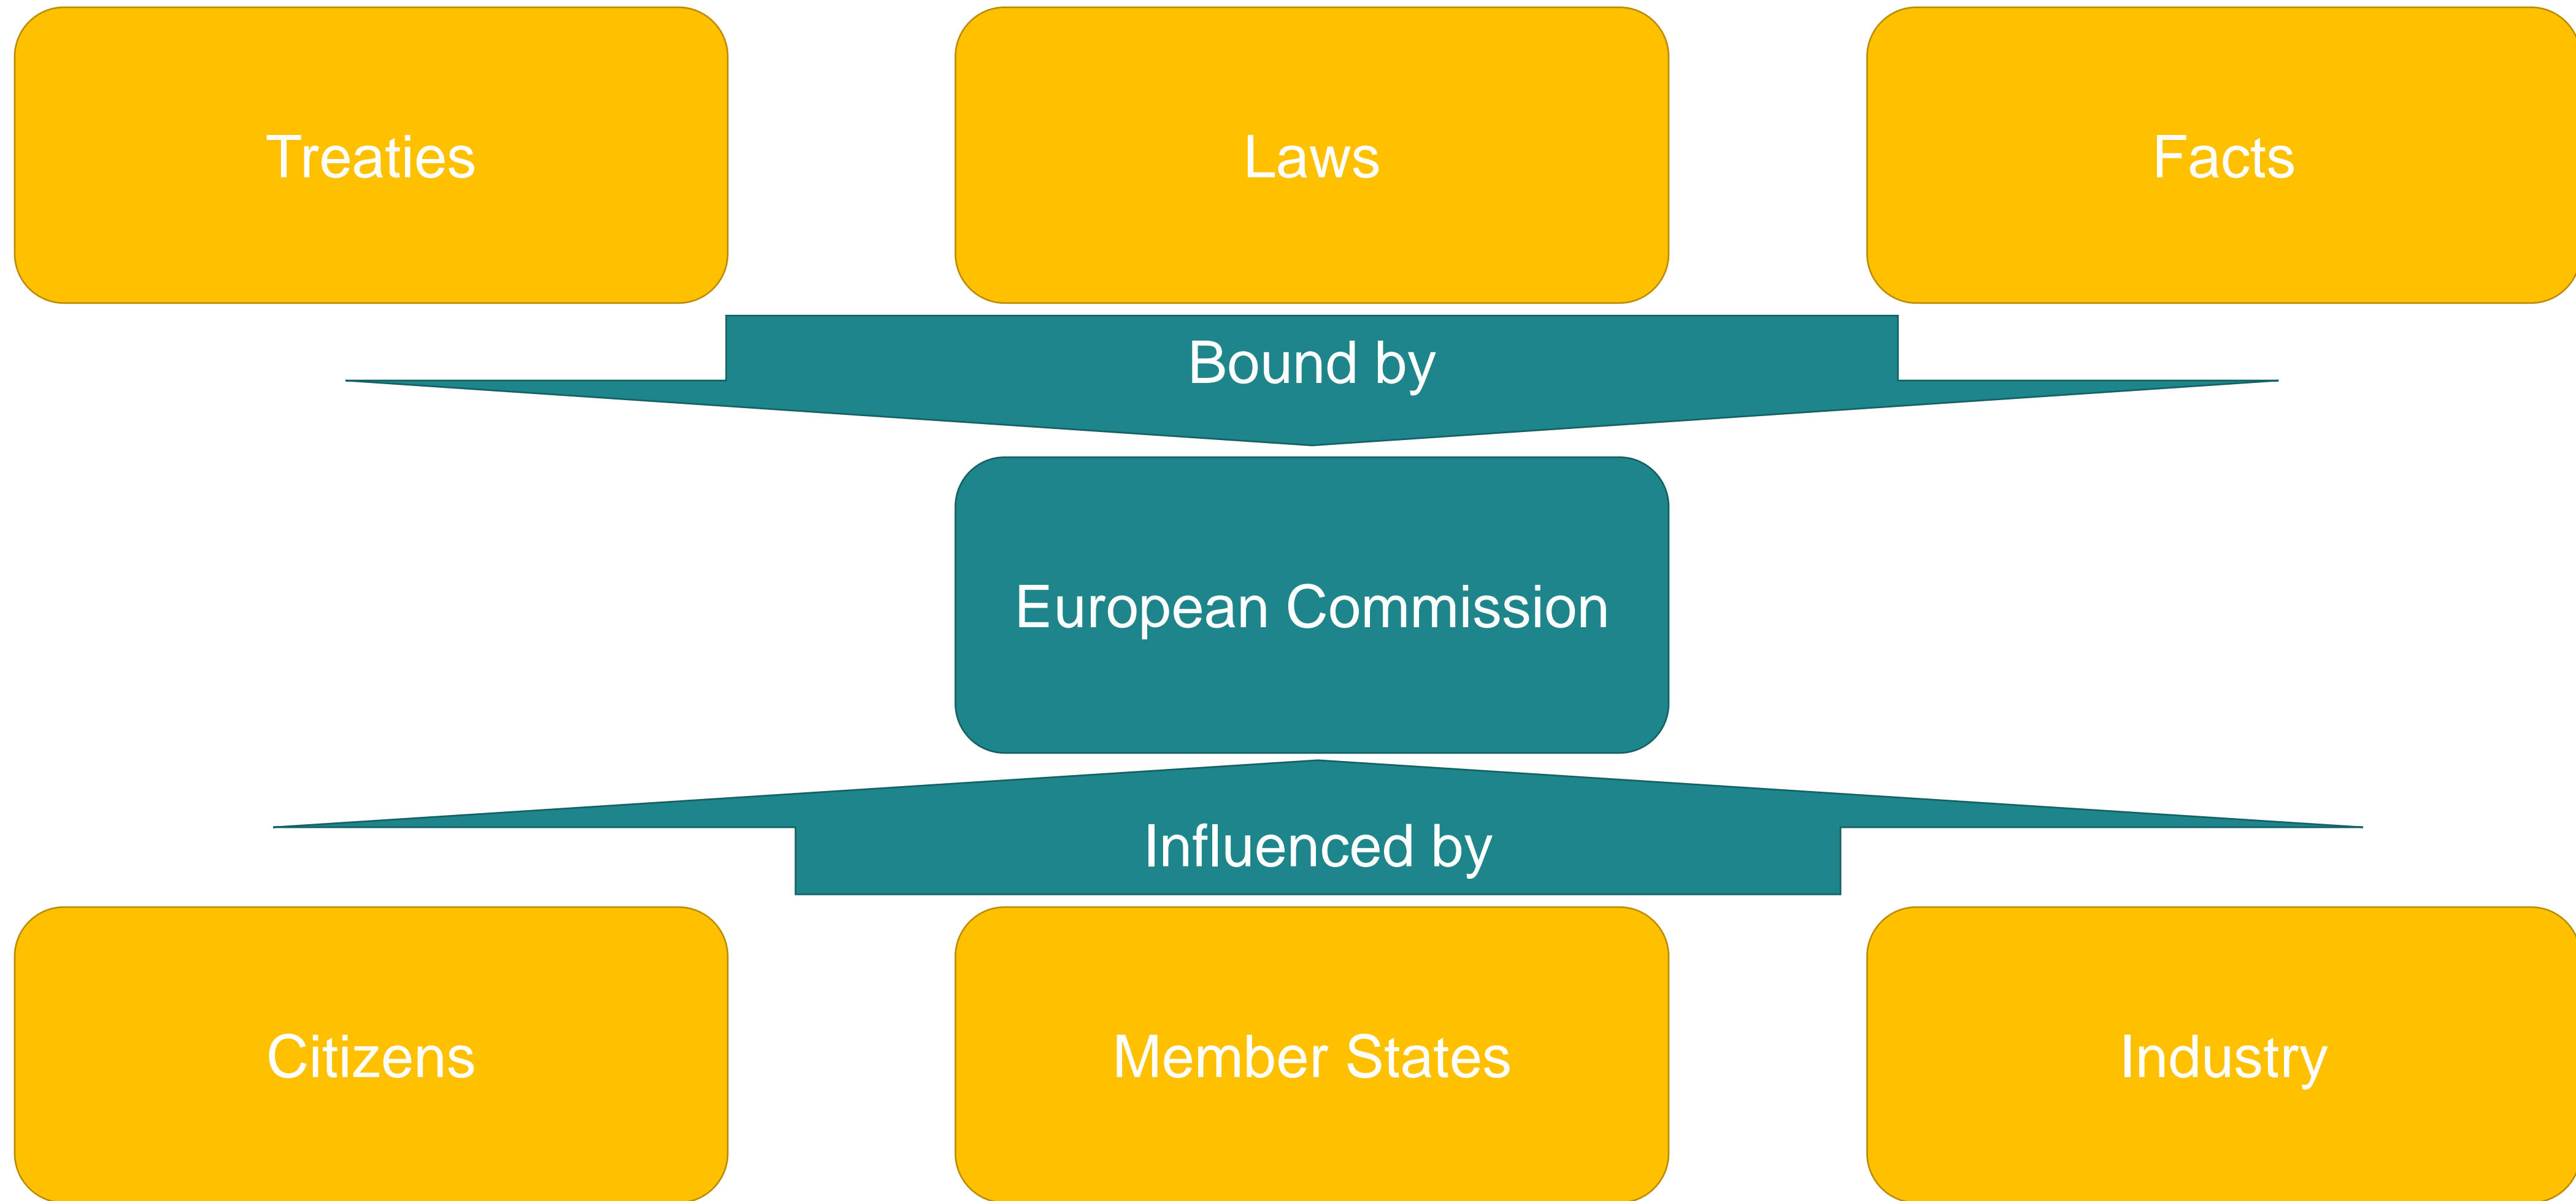 Treaties
Laws
Facts
Bound by
European Commission
Influenced by
Citizens
Member States
Industry